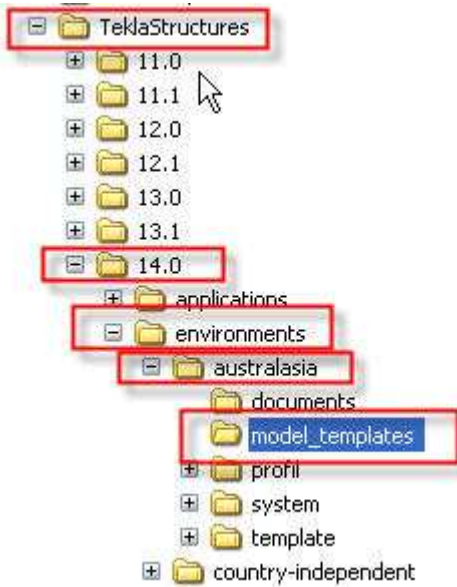 TeklaStructures
11.0
11.1
12.0
12.1
13.0
13.1
14.0
applications
environments
australasia
documents
model_templates
profil
system
template
country-independent